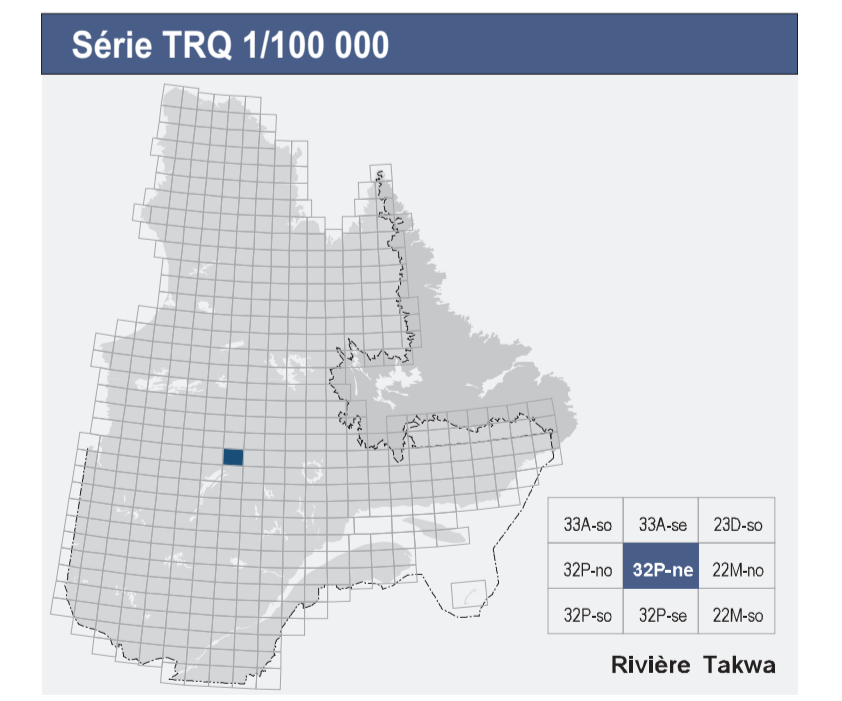 Série TRQ 1/100 000
33A-so 33A-se 23D-so
32P-no 32P-ne 22M-no
32P-so 32P-se 22M-so
Rivière Takwa